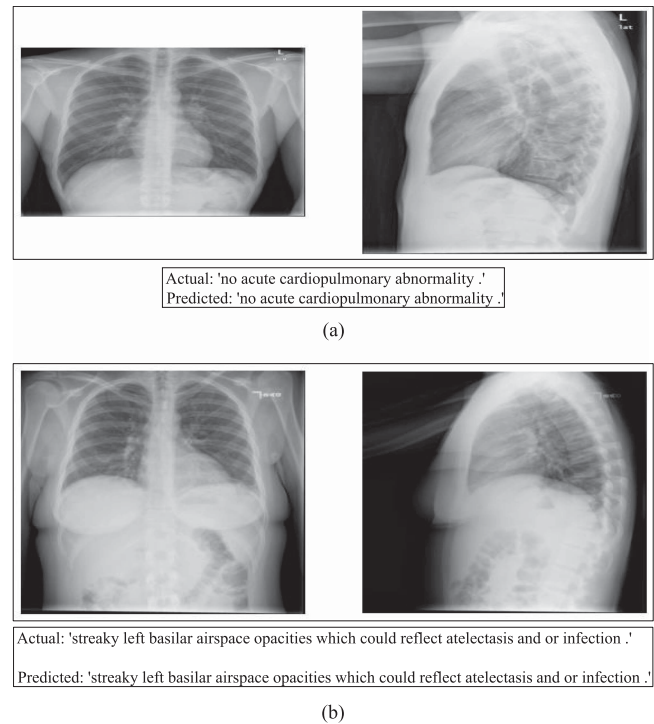 L
L
lat
Actual: 'no acute cardiopulmonary abnormality .'
Predicted: 'no acute cardiopulmonary abnormality .'
(a)
Actual: 'streaky left basilar airspace opacities which could reflect atelectasis and or infection .'
Predicted: 'streaky left basilar airspace opacities which could reflect atelectasis and or infection .'
(b)